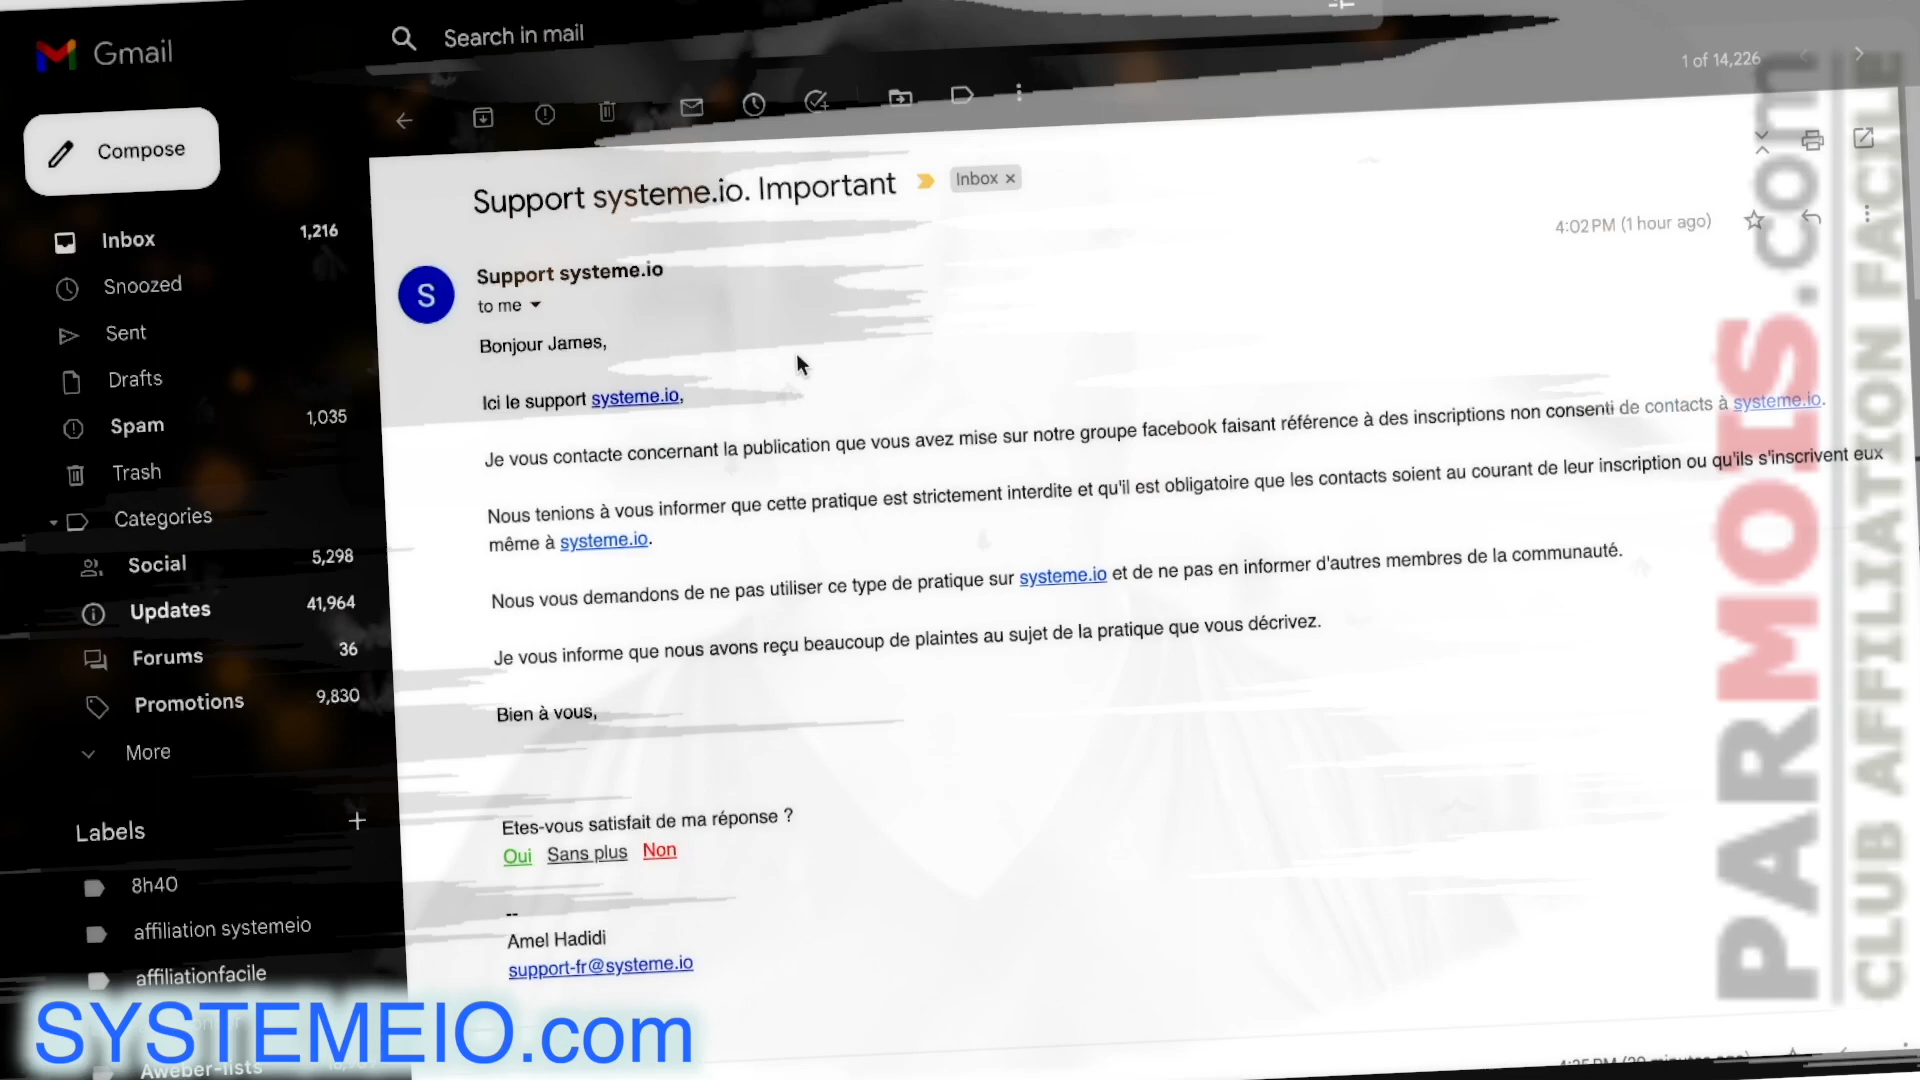 Gmail
Search in mail
1 of 14,226
Compose
Inbox 1,216
Snoozed
Sent
Drafts
Spam 1,035
Trash
Categories
Social 5,298
Updates 41,964
Forums 36
Promotions 9,830
More
Labels
8h40
affiliation systemeio
affiliationfacile
Aweber-lists
Support systeme.io. Important
Inbox ×
Support systeme.io
4:02 PM (1 hour ago)
S
to me
Bonjour James,
Ici le support systeme.io,
Je vous contacte concernant la publication que vous avez mise sur notre groupe facebook faisant référence à des inscriptions non consenti de contacts à systeme.io.
Nous tenions à vous informer que cette pratique est strictement interdite et qu'il est obligatoire que les contacts soient au courant de leur inscription ou qu'ils s'inscrivent eux
même à systeme.io.
Nous vous demandons de ne pas utiliser ce type de pratique sur systeme.io et de ne pas en informer d'autres membres de la communauté.
Je vous informe que nous avons reçu beaucoup de plaintes au sujet de la pratique que vous décrivez.
Bien à vous,
Etes-vous satisfait de ma réponse ?
Oui Sans plus Non
--
Amel Hadidi
support-fr@systeme.io
SYSTEMEIO.com
PARMOIS.com
CLUB AFFILIATION FACILE